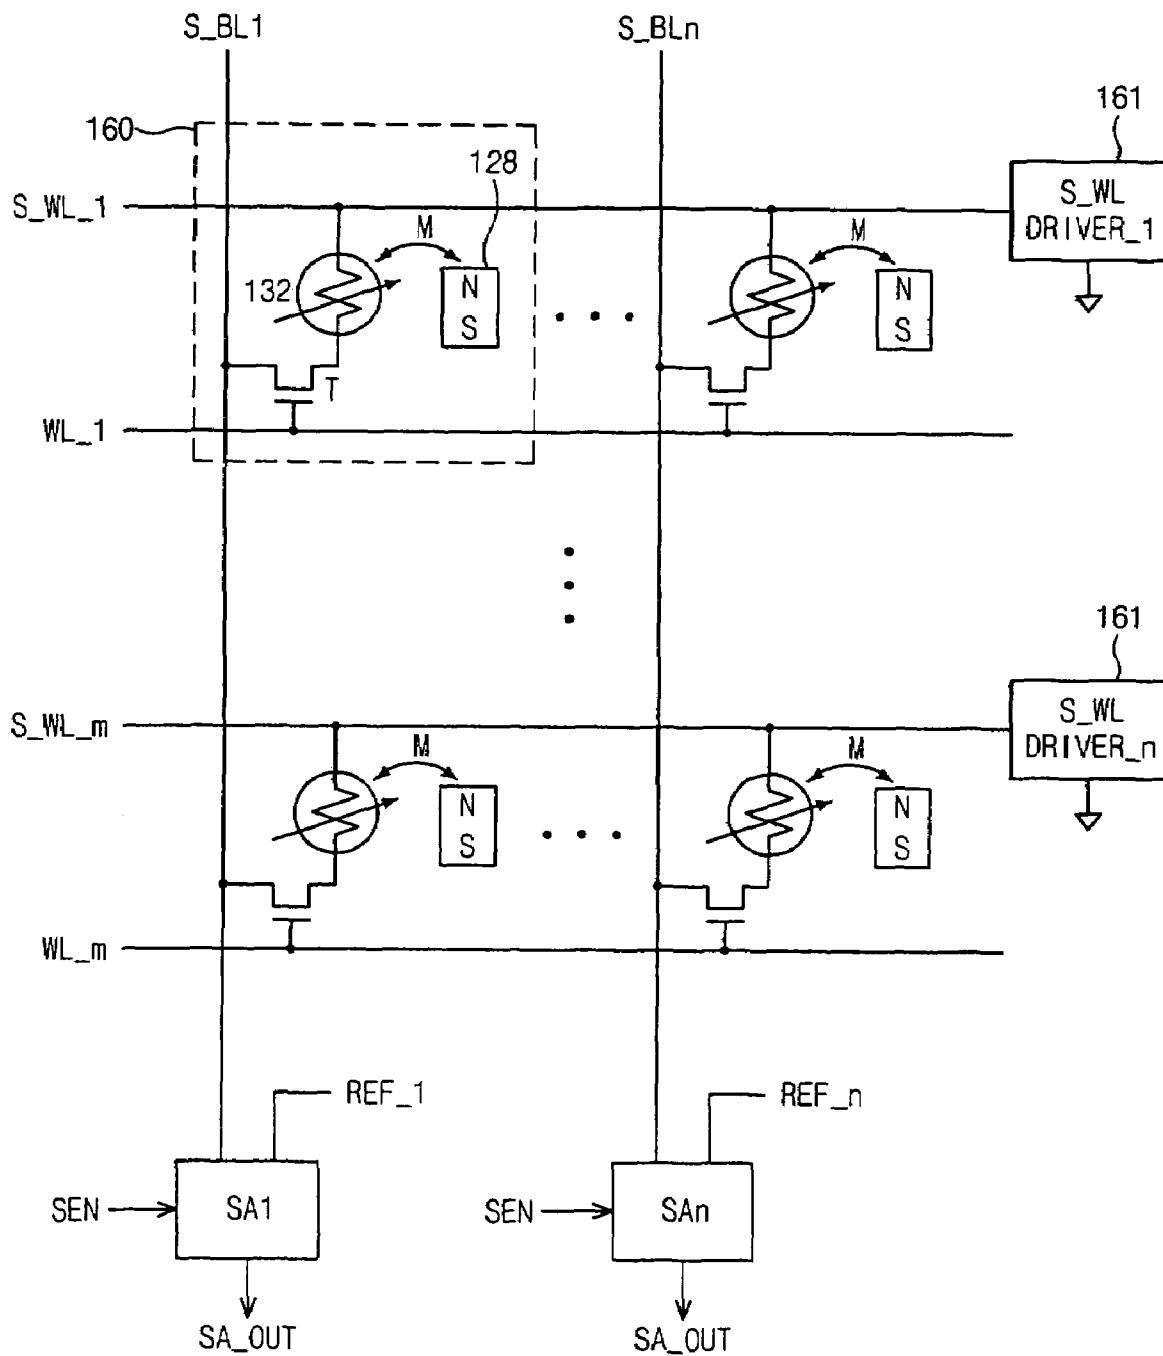 S_BL1
S_BLn
161
160
128
S_WL
DRIVER_1
S_WL_1
M
M
132
N
S
N
S
T
WL_1
161
S_WL
DRIVER_n
S_WL_m
M
M
N
S
N
S
WL_m
REF_1
REF_n
SEN
SA1
SEN
SAn
SA_OUT
SA_OUT